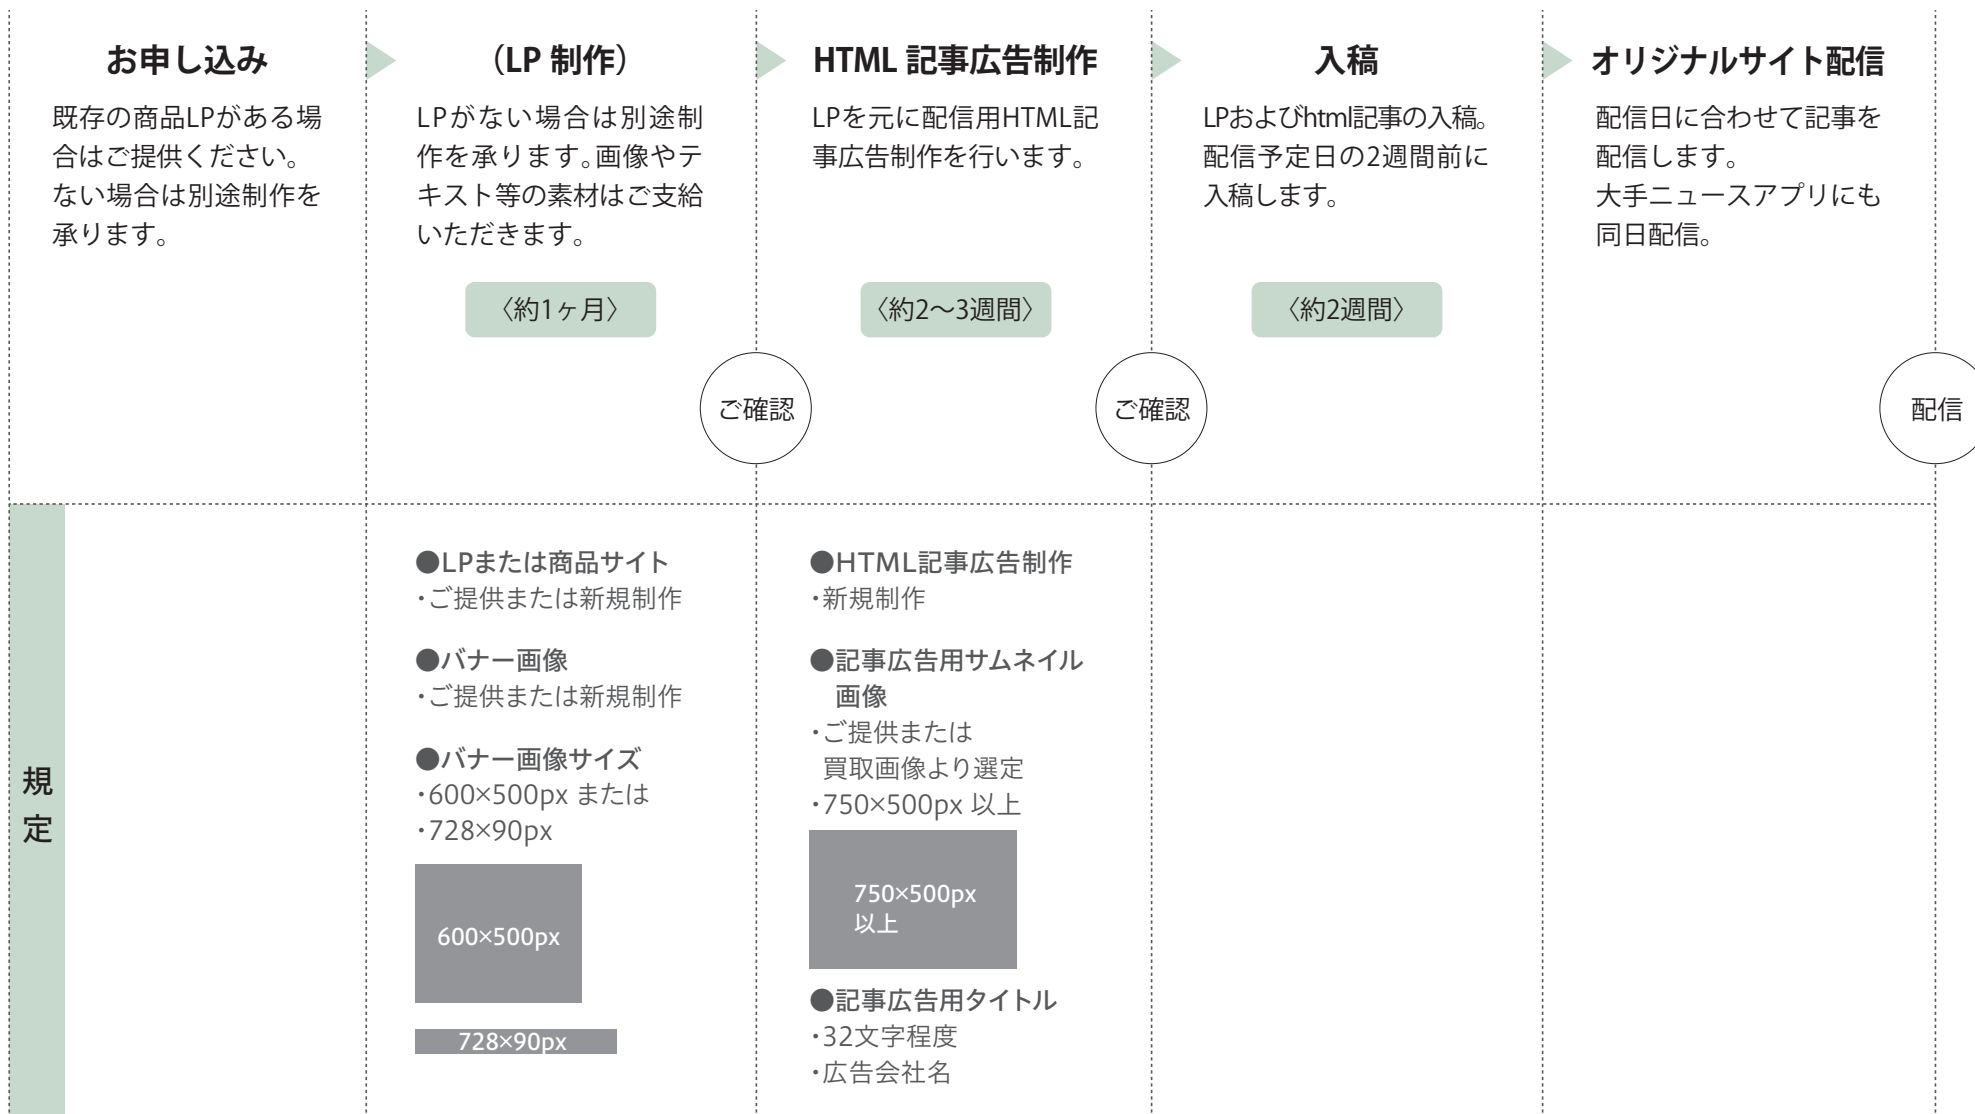 お申し込み
既存の商品LPがある場
合はご提供ください。
ない場合は別途制作を
承ります。
（LP 制作）
LPがない場合は別途制
作を承ります。画像やテ
キスト等の素材はご支給
いただきます。
〈約1ヶ月〉
ご確認
HTML 記事広告制作
LPを元に配信用HTML記
事広告制作を行います。
〈約2〜3週間〉
ご確認
入稿
LPおよびhtml記事の入稿。
配信予定日の2週間前に
入稿します。
〈約2週間〉
オリジナルサイト配信
配信日に合わせて記事を
配信します。
大手ニュースアプリにも
同日配信。
配信
規
定
●LPまたは商品サイト
・ご提供または新規制作
●バナー画像
・ご提供または新規制作
●バナー画像サイズ
・600×500px または
・728×90px
600×500px
728×90px
●HTML記事広告制作
・新規制作
●記事広告用サムネイル
画像
・ご提供または
買取画像より選定
・750×500px 以上
750×500px
以上
●記事広告用タイトル
・32文字程度
・広告会社名